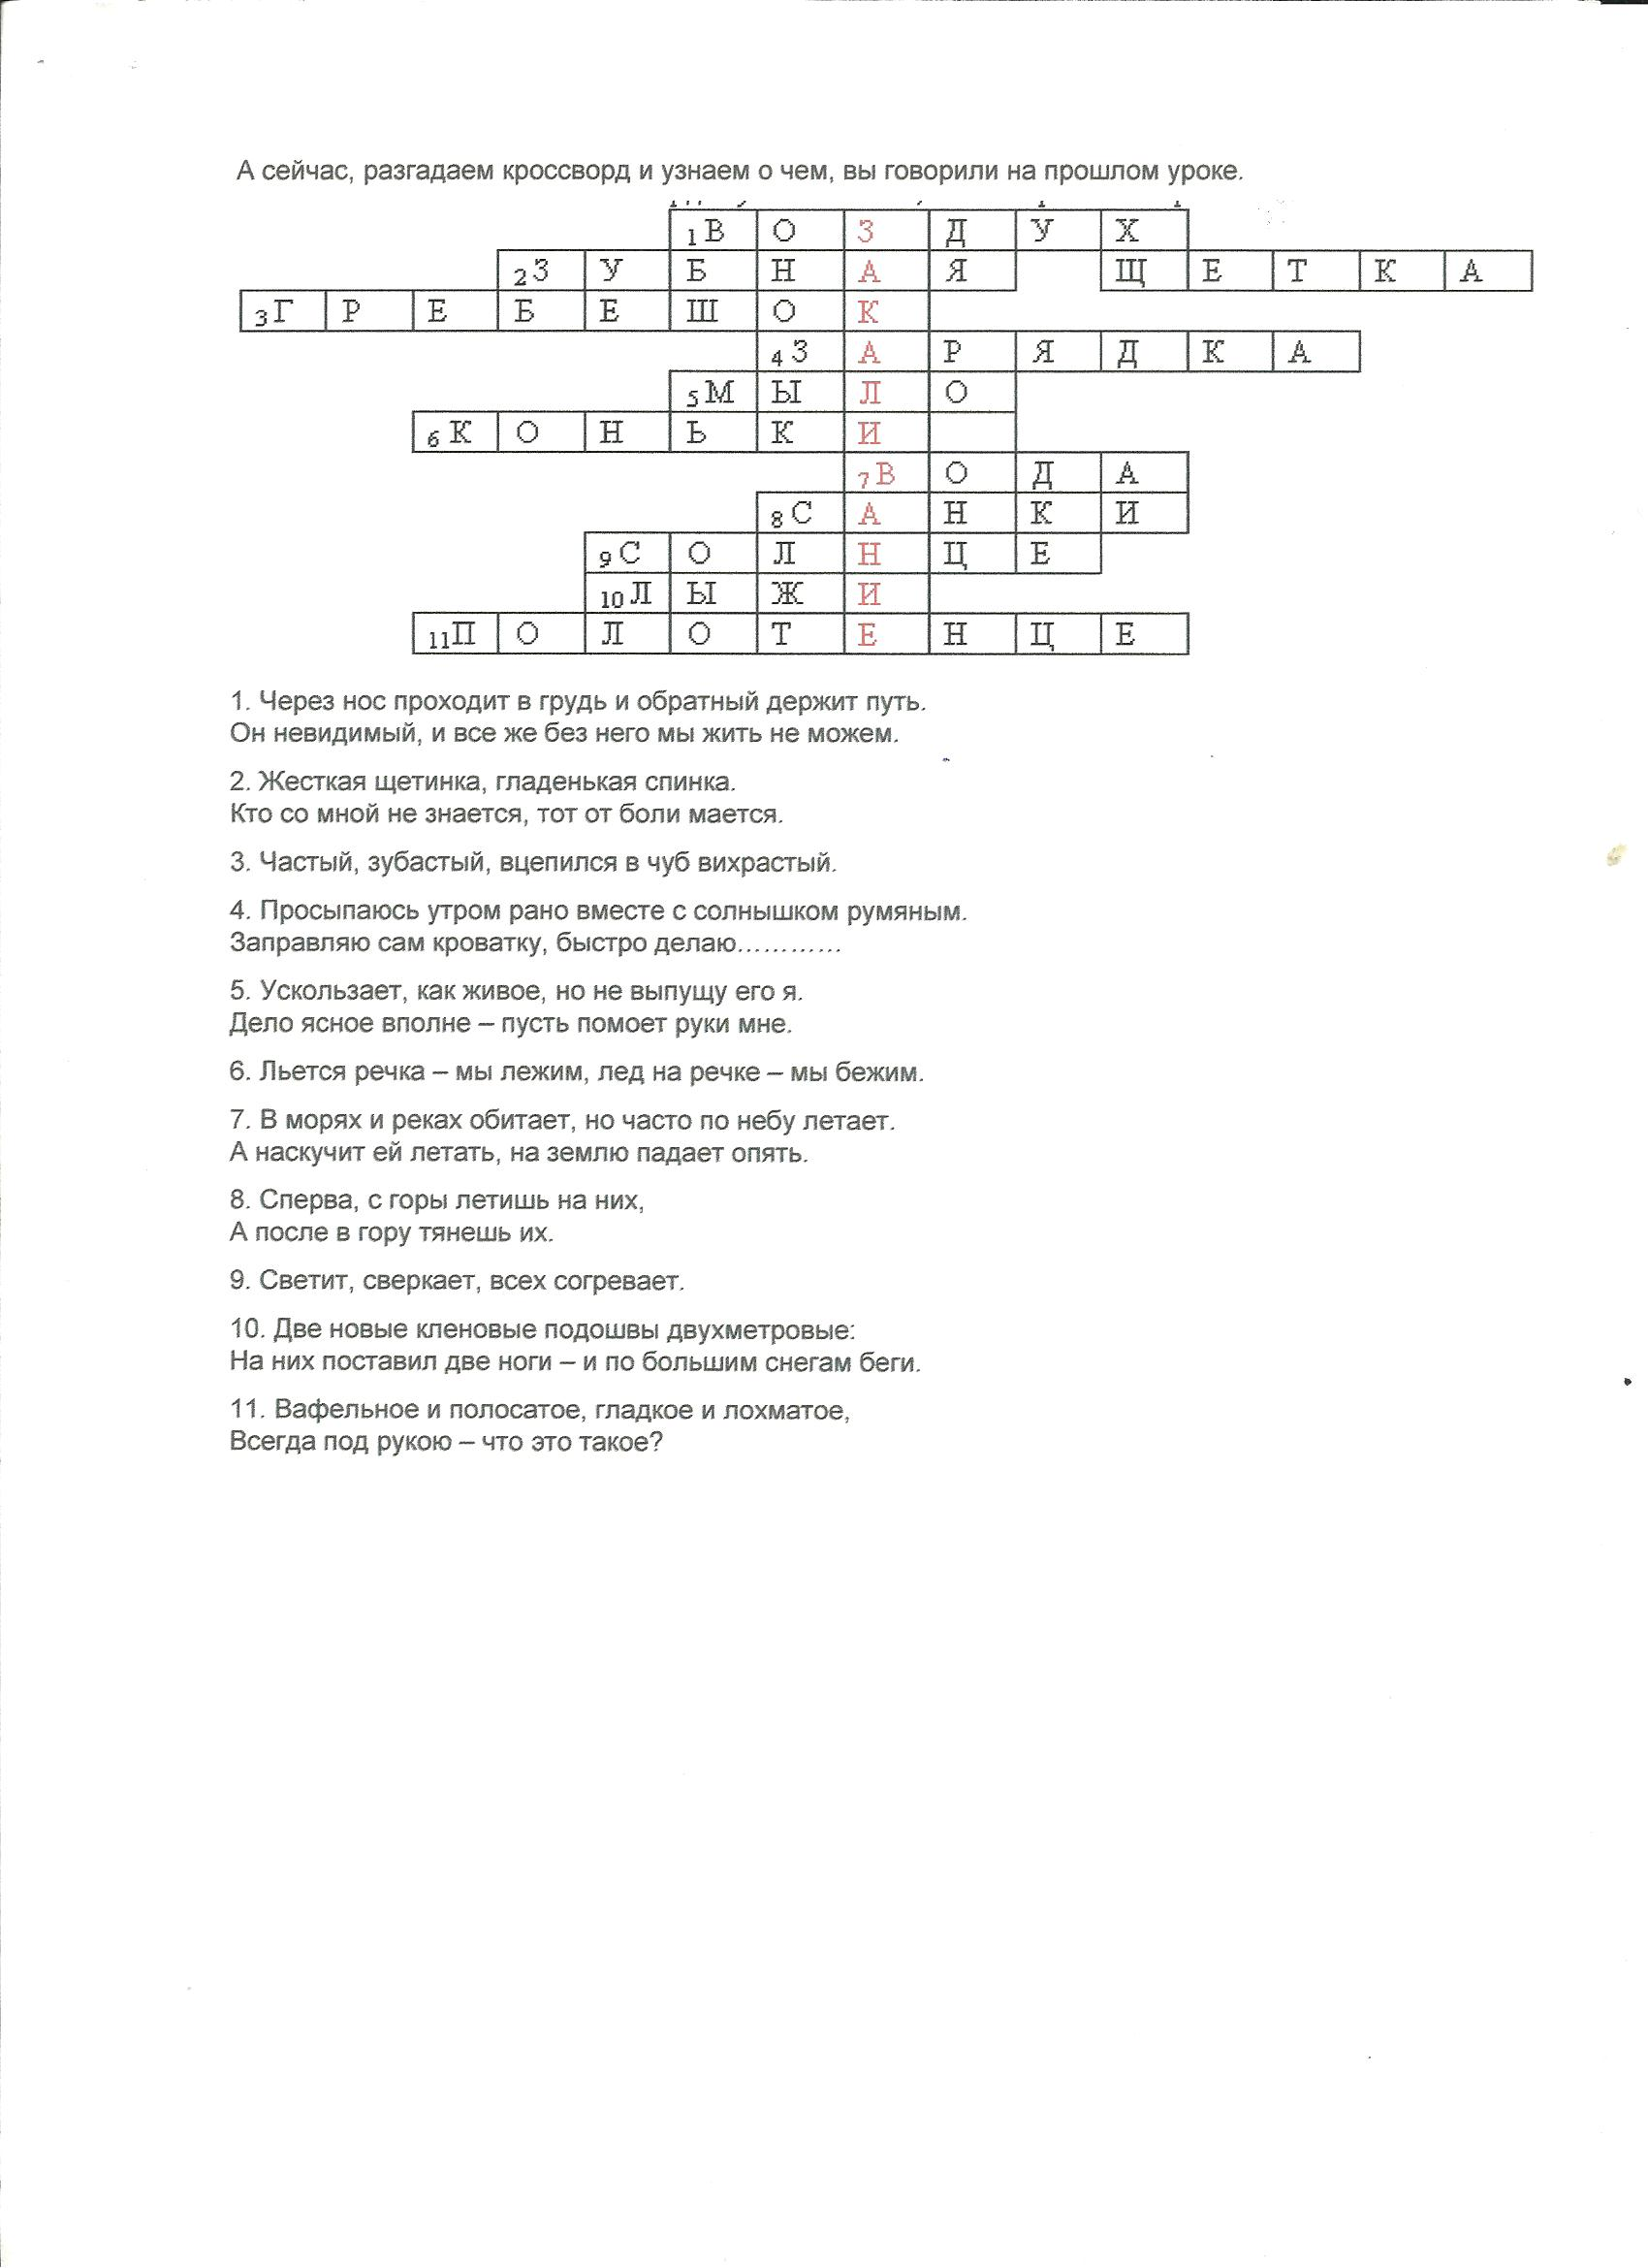 А сейчас, разгадаем кроссворд и узнаем о чем, вы говорили на прошлом уроке.
1 В О З Д У Х
2 З У Б Н А Я Щ Е Т К А
3 Г Р Е Б Е Ш О К
4 З А Р Я Д К А
5 М Ы Л О
6 К О Н Ь К И
7 В О Д А
8 С А Н К И
9 С О Л Н Ц Е
10 Л Ы Ж И
11 П О Л О Т Е Н Ц Е
1. Через нос проходит в грудь и обратный держит путь.
Он невидимый, и все же без него мы жить не можем.
2. Жесткая щетинка, гладенькая спинка.
Кто со мной не знается, тот от боли мается.
3. Частый, зубастый, вцепился в чуб вихрастый.
4. Просыпаюсь утром рано вместе с солнышком румяным.
Заправляю сам кроватку, быстро делаю............
5. Ускользает, как живое, но не выпущу его я.
Дело ясное вполне – пусть помоет руки мне.
6. Льется речка – мы лежим, лед на речке – мы бежим.
7. В морях и реках обитает, но часто по небу летает.
А наскучит ей летать, на землю падает опять.
8. Сперва, с горы летишь на них,
А после в гору тянешь их.
9. Светит, сверкает, всех согревает.
10. Две новые кленовые подошвы двухметровые:
На них поставил две ноги – и по большим снегам беги.
11. Вафельное и полосатое, гладкое и лохматое,
Всегда под рукою – что это такое?